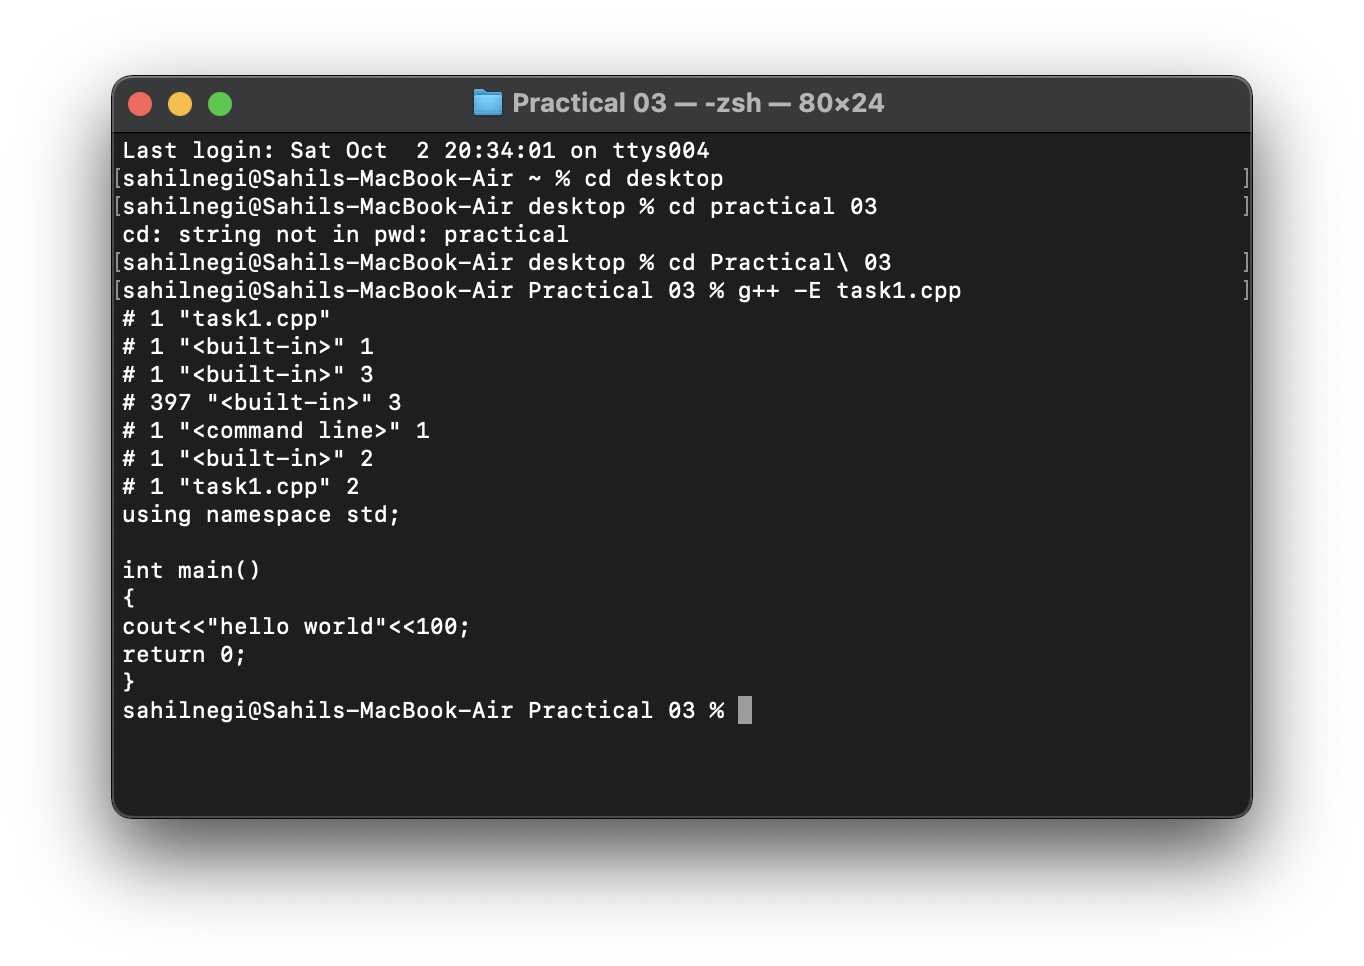 Practical 03 — -zsh — 80×24
Last login: Sat Oct  2 20:34:01 on ttys004
[sahilnegi@Sahils-MacBook-Air ~ % cd desktop ]
[sahilnegi@Sahils-MacBook-Air desktop % cd practical 03 ]
cd: string not in pwd: practical
[sahilnegi@Sahils-MacBook-Air desktop % cd Practical\ 03 ]
[sahilnegi@Sahils-MacBook-Air Practical 03 % g++ -E task1.cpp ]
# 1 "task1.cpp"
# 1 "<built-in>" 1
# 1 "<built-in>" 3
# 397 "<built-in>" 3
# 1 "<command line>" 1
# 1 "<built-in>" 2
# 1 "task1.cpp" 2
using namespace std;

int main()
{
cout<<"hello world"<<100;
return 0;
}
sahilnegi@Sahils-MacBook-Air Practical 03 %